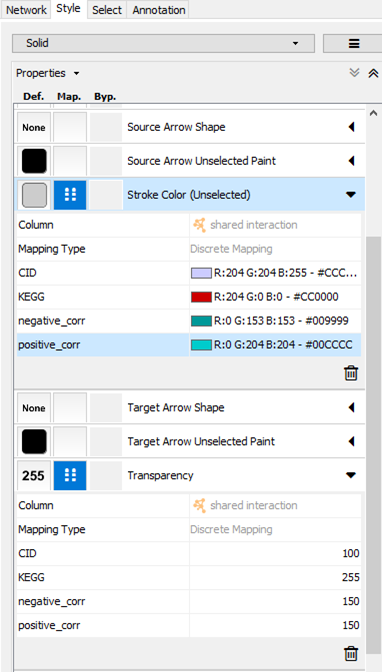 Network Style Select Annotation
Solid
Properties
Def. Map. Byp.
None Source Arrow Shape
Source Arrow Unselected Paint
Stroke Color (Unselected)
Column shared interaction
Mapping Type Discrete Mapping
CID R:204 G:204 B:255 - #CCC...
KEGG R:204 G:0 B:0 - #CC0000
negative_corr R:0 G:153 B:153 - #009999
positive_corr R:0 G:204 B:204 - #00CCCC
None Target Arrow Shape
Target Arrow Unselected Paint
255 Transparency
Column shared interaction
Mapping Type Discrete Mapping
CID 100
KEGG 255
negative_corr 150
positive_corr 150